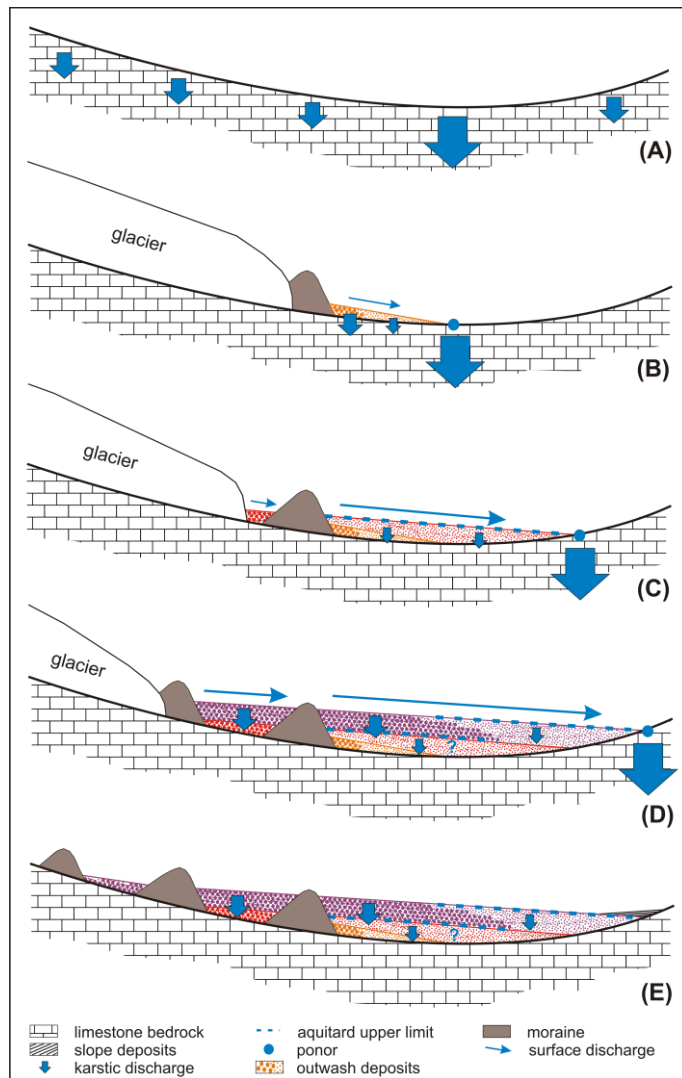 (A)
glacier
(B)
glacier
(C)
glacier
?
(D)
?
(E)
limestone bedrock
aquitard upper limit
moraine
slope deposits
ponor
surface discharge
karstic discharge
outwash deposits